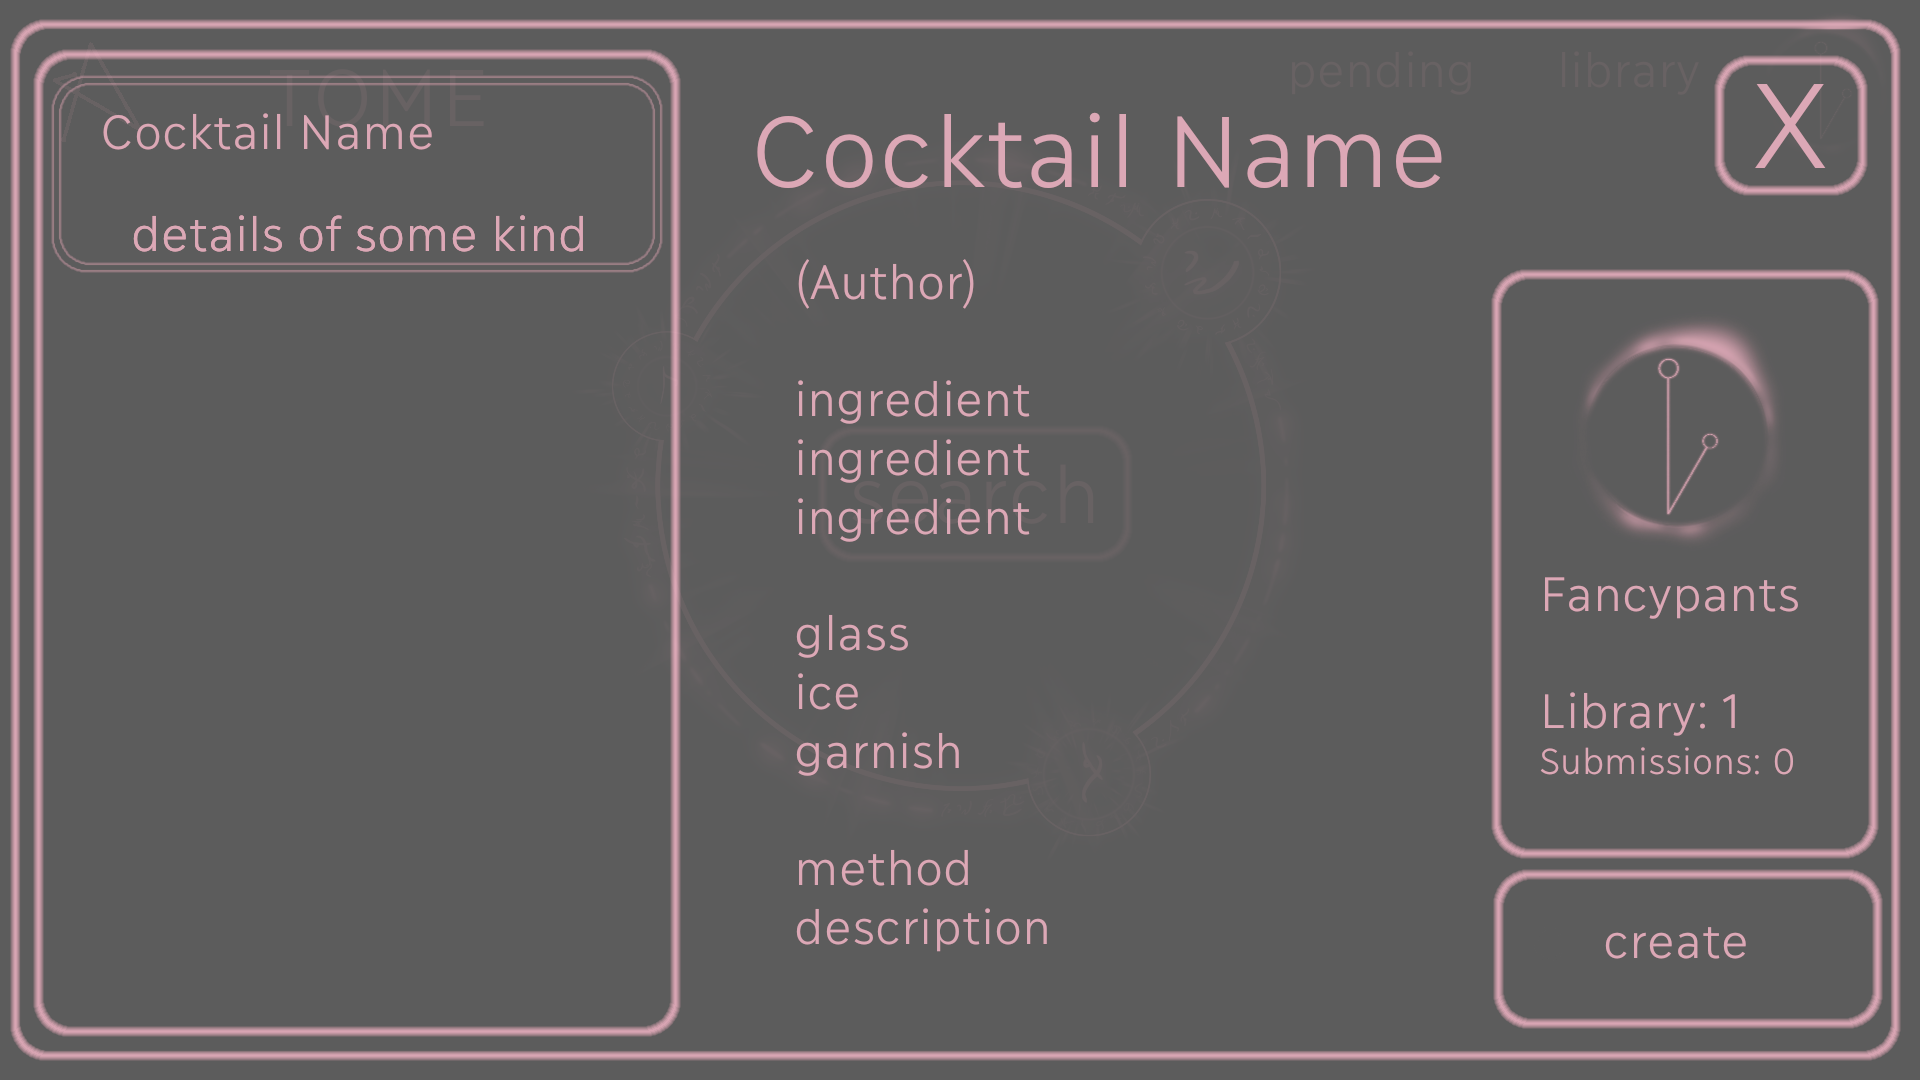 TOME
pending
library
Cocktail Name
details of some kind
Cocktail Name
X
(Author)
ingredient
ingredient
search
ingredient
glass
ice
garnish
method
description
Fancypants
Library: 1
Submissions: 0
create